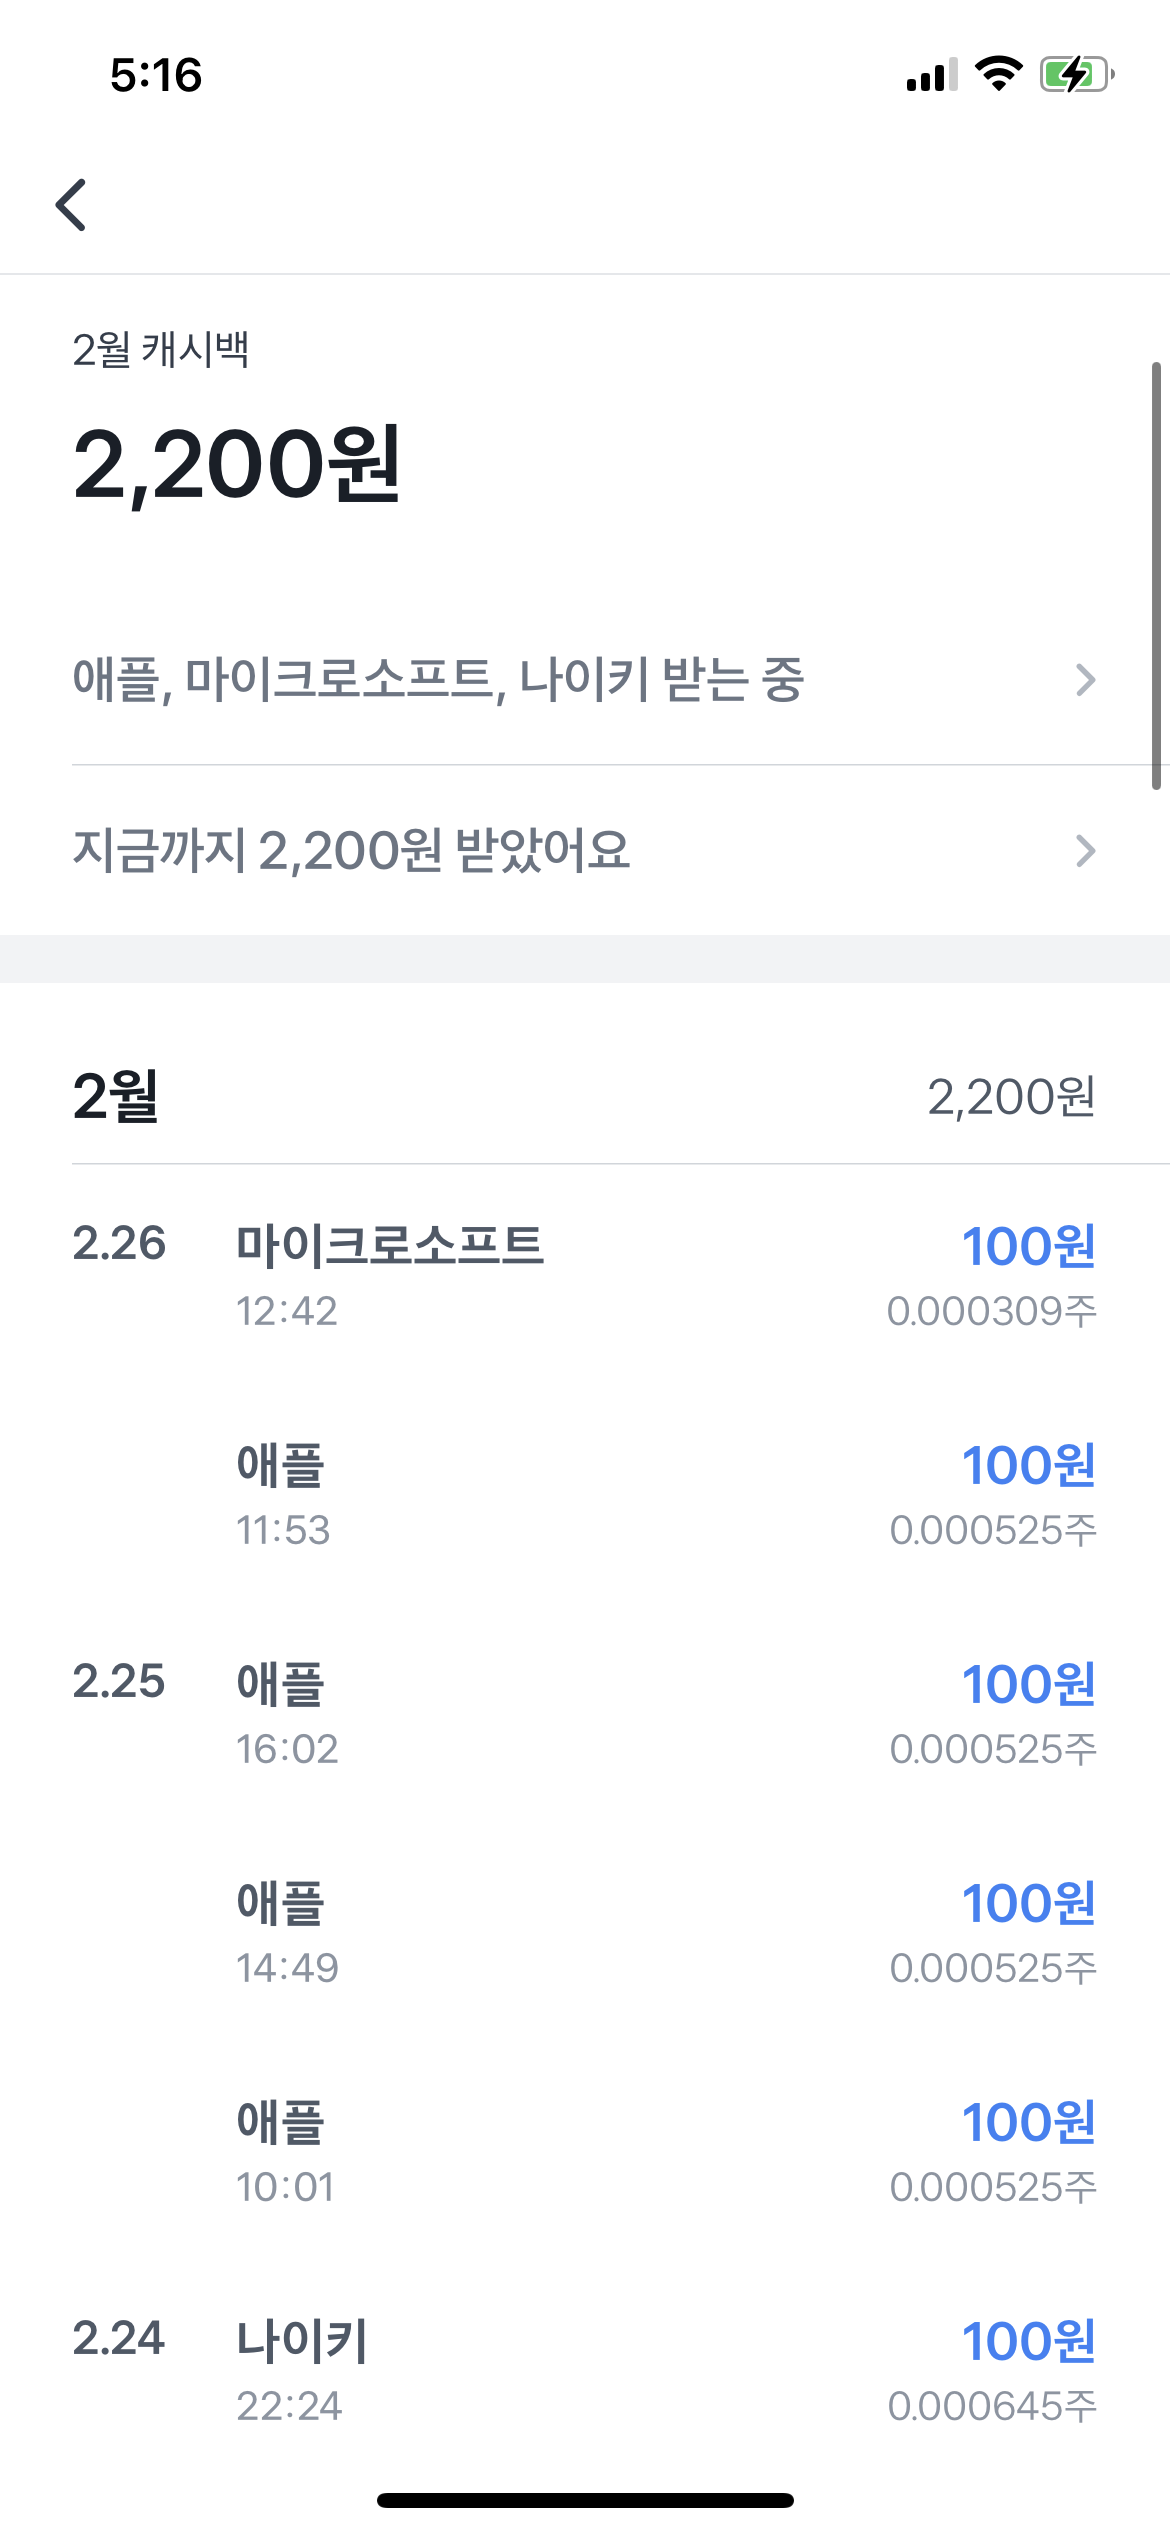 5:16
2월 캐시백
2,200원
애플, 마이크로소프트, 나이키 받는 중
지금까지 2,200원 받았어요
2월 2,200원
2.26 마이크로소프트 100원
12:42 0.000309주
애플 100원
11:53 0.000525주
2.25 애플 100원
16:02 0.000525주
애플 100원
14:49 0.000525주
애플 100원
10:01 0.000525주
2.24 나이키 100원
22:24 0.000645주